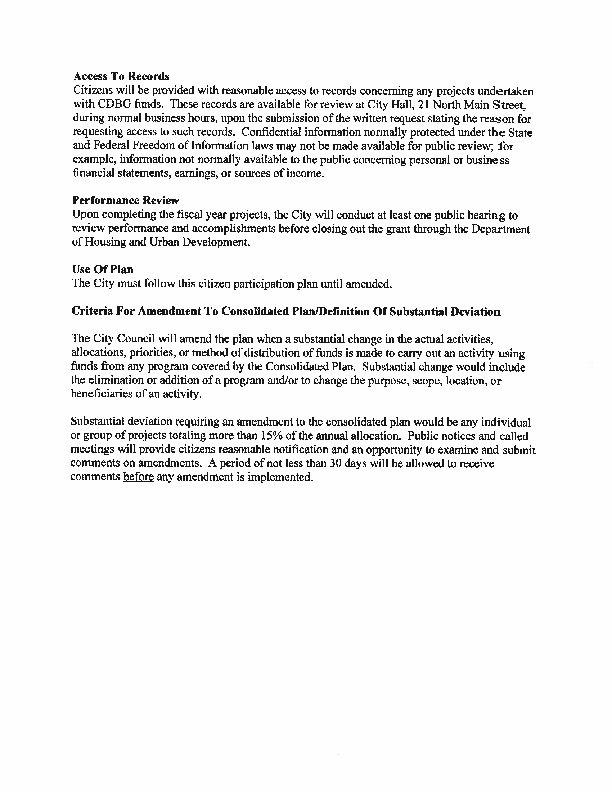 Access To Records
Citizens will be provided with reasonable access to records concerning any projects undertaken
with CDBG funds. These records are available for review at City Hall, 21 North Main Street,
during normal business hours, upon the submission of the written request stating the reason for
requesting access to such records. Confidential information normally protected under the State
and Federal Freedom of Information laws may not be made available for public review; for
example, information not normally available to the public concerning personal or business
financial statements, earnings, or sources of income.
Performance Review
Upon completing the fiscal year projects, the City will conduct at least one public hearing to
review performance and accomplishments before closing out the grant through the Department
of Housing and Urban Development.
Use Of Plan
The City must follow this citizen participation plan until amended.
Criteria For Amendment To Consolidated Plan/Definition Of Substantial Deviation
The City Council will amend the plan when a substantial change in the actual activities,
allocations, priorities, or method of distribution of funds is made to carry out an activity using
funds from any program covered by the Consolidated Plan. Substantial change would include
the elimination or addition of a program and/or to change the purpose, scope, location, or
beneficiaries of an activity.
Substantial deviation requiring an amendment to the consolidated plan would be any individual
or group of projects totaling more than 15% of the annual allocation. Public notices and called
meetings will provide citizens reasonable notification and an opportunity to examine and submit
comments on amendments. A period of not less than 30 days will be allowed to receive
comments before any amendment is implemented.